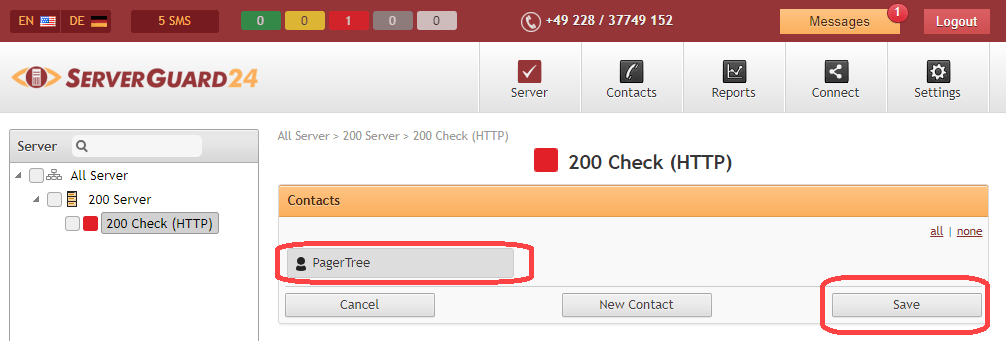 EN DE 5 SMS 0 0 1 0 0 +49 228 / 37749 152 Messages 1 Logout
SERVERGUARD24
Server Contacts Reports Connect Settings
Server
All Server
200 Server
200 Check (HTTP)
All Server > 200 Server > 200 Check (HTTP)
200 Check (HTTP)
Contacts
all | none
PagerTree
Cancel New Contact Save